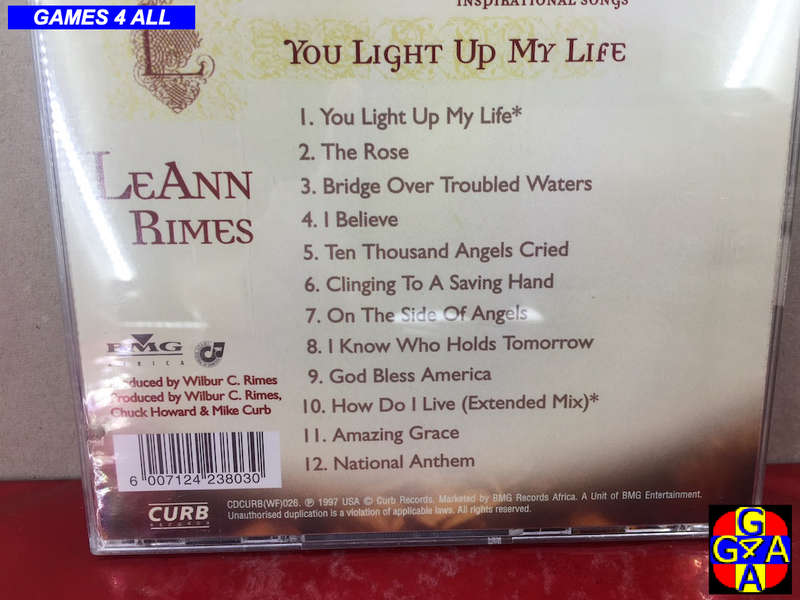 GAMES 4 ALL
INSPIRATIONAL SONGS
YOU LIGHT UP MY LIFE
1. You Light Up My Life*
2. The Rose
3. Bridge Over Troubled Waters
4. I Believe
5. Ten Thousand Angels Cried
6. Clinging To A Saving Hand
7. On The Side Of Angels
8. I Know Who Holds Tomorrow
9. God Bless America
10. How Do I Live (Extended Mix)*
11. Amazing Grace
12. National Anthem
LEANN
RIMES
BMG
AFRICA
Produced by Wilbur C. Rimes
Produced by Wilbur C. Rimes,
Chuck Howard & Mike Curb
6 007124 238030
CURB
RECORDS
CDCURB(WF)026. ℗ 1997 USA © Curb Records. Marketed by BMG Records Africa. A Unit of BMG Entertainment.
Unauthorised duplication is a violation of applicable laws. All rights reserved.
G
G4A
A